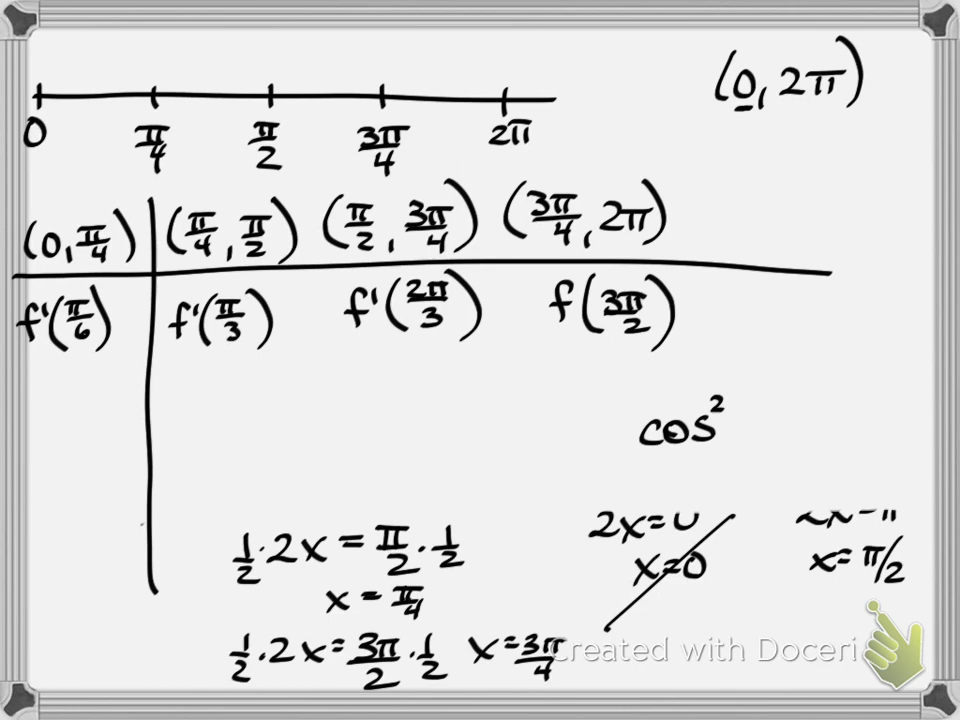 (0, 2π)
0 π/4 π/2 3π/4 2π
(0, π/4) (π/4, π/2) (π/2, 3π/4) (3π/4, 2π)
f'(π/6) f'(π/3) f'(2π/3) f(3π/2)
cos²
2x=0
1/2 · 2x = π/2 · 1/2 x=0 x=π/2
x = π/4
1/2 · 2x = 3π/2 · 1/2 x=3π/4
Created with Doceri